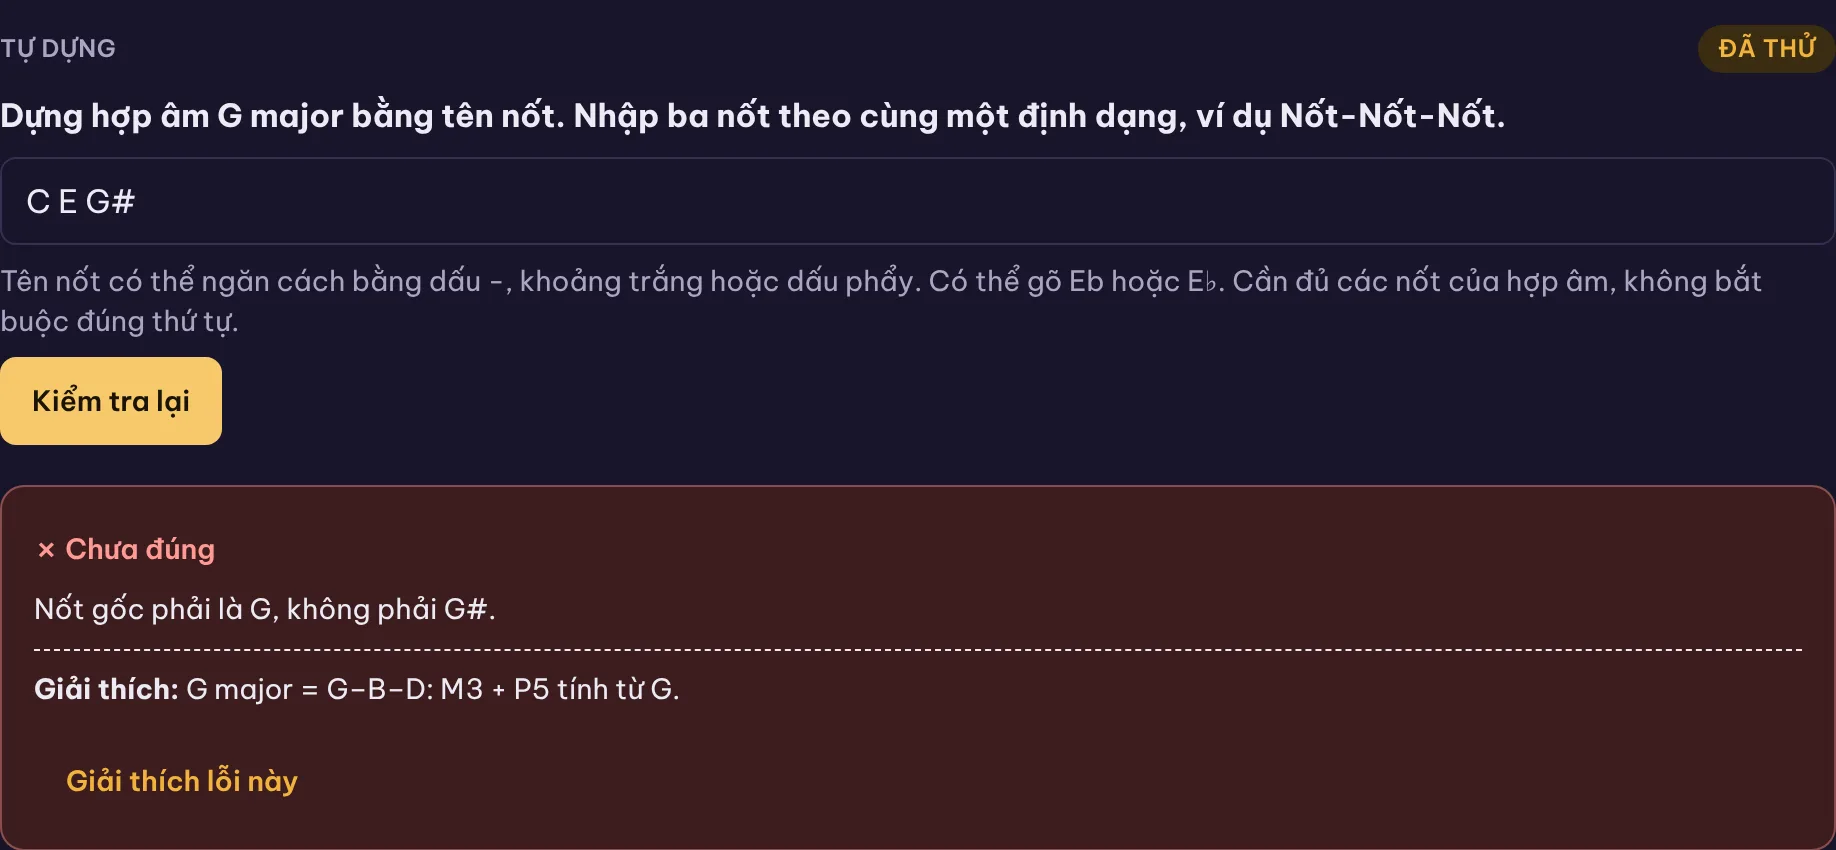 TỰ DỰNG
ĐÃ THỬ
Dựng hợp âm G major bằng tên nốt. Nhập ba nốt theo cùng một định dạng, ví dụ Nốt-Nốt-Nốt.
C E G#
Tên nốt có thể ngăn cách bằng dấu -, khoảng trắng hoặc dấu phẩy. Có thể gõ Eb hoặc E♭. Cần đủ các nốt của hợp âm, không bắt
buộc đúng thứ tự.
Kiểm tra lại
× Chưa đúng
Nốt gốc phải là G, không phải G#.
Giải thích: G major = G–B–D: M3 + P5 tính từ G.
Giải thích lỗi này